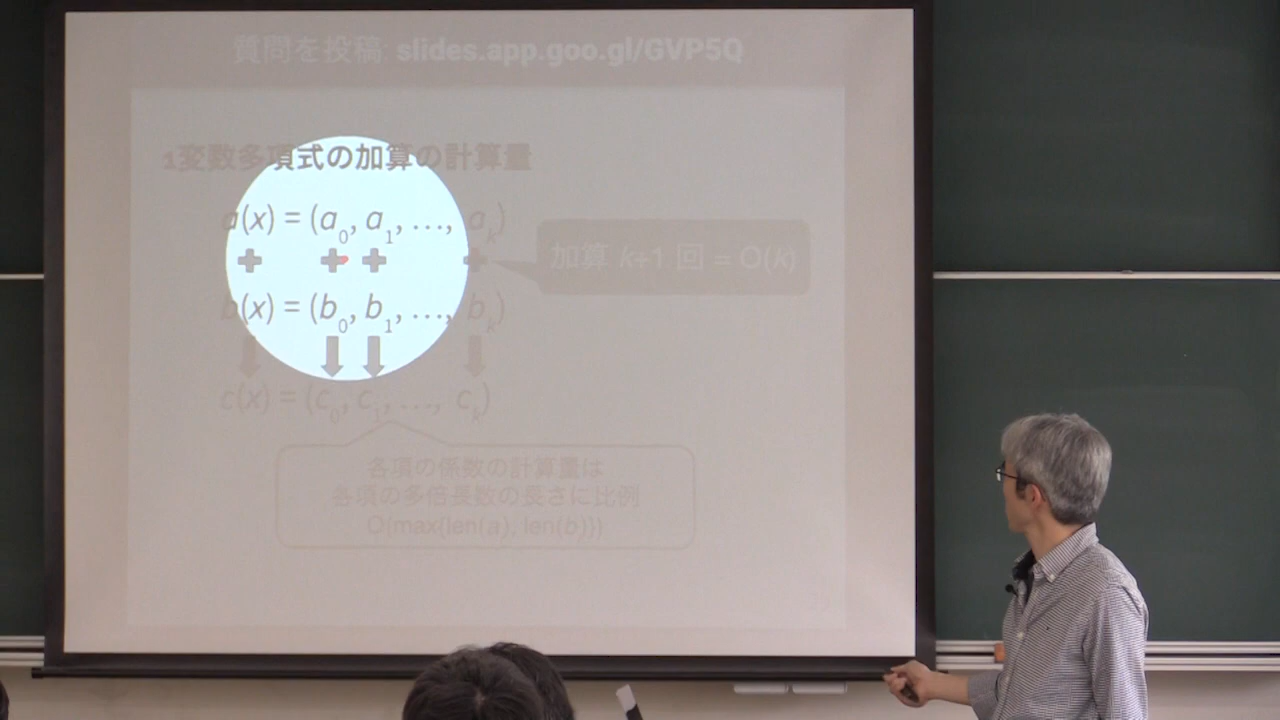 質問を投稿: slides.app.goo.gl/GVP5Q
1変数多項式の加算の計算量
a(x) = (a₀, a₁, ..., aₖ)
加算 k+1 回 = O(k)
b(x) = (b₀, b₁, ..., bₖ)
c(x) = (c₀, c₁, ..., cₖ)
各項の係数の計算量は
各項の多倍長数の長さに比例
O(max{len(a), len(b)})